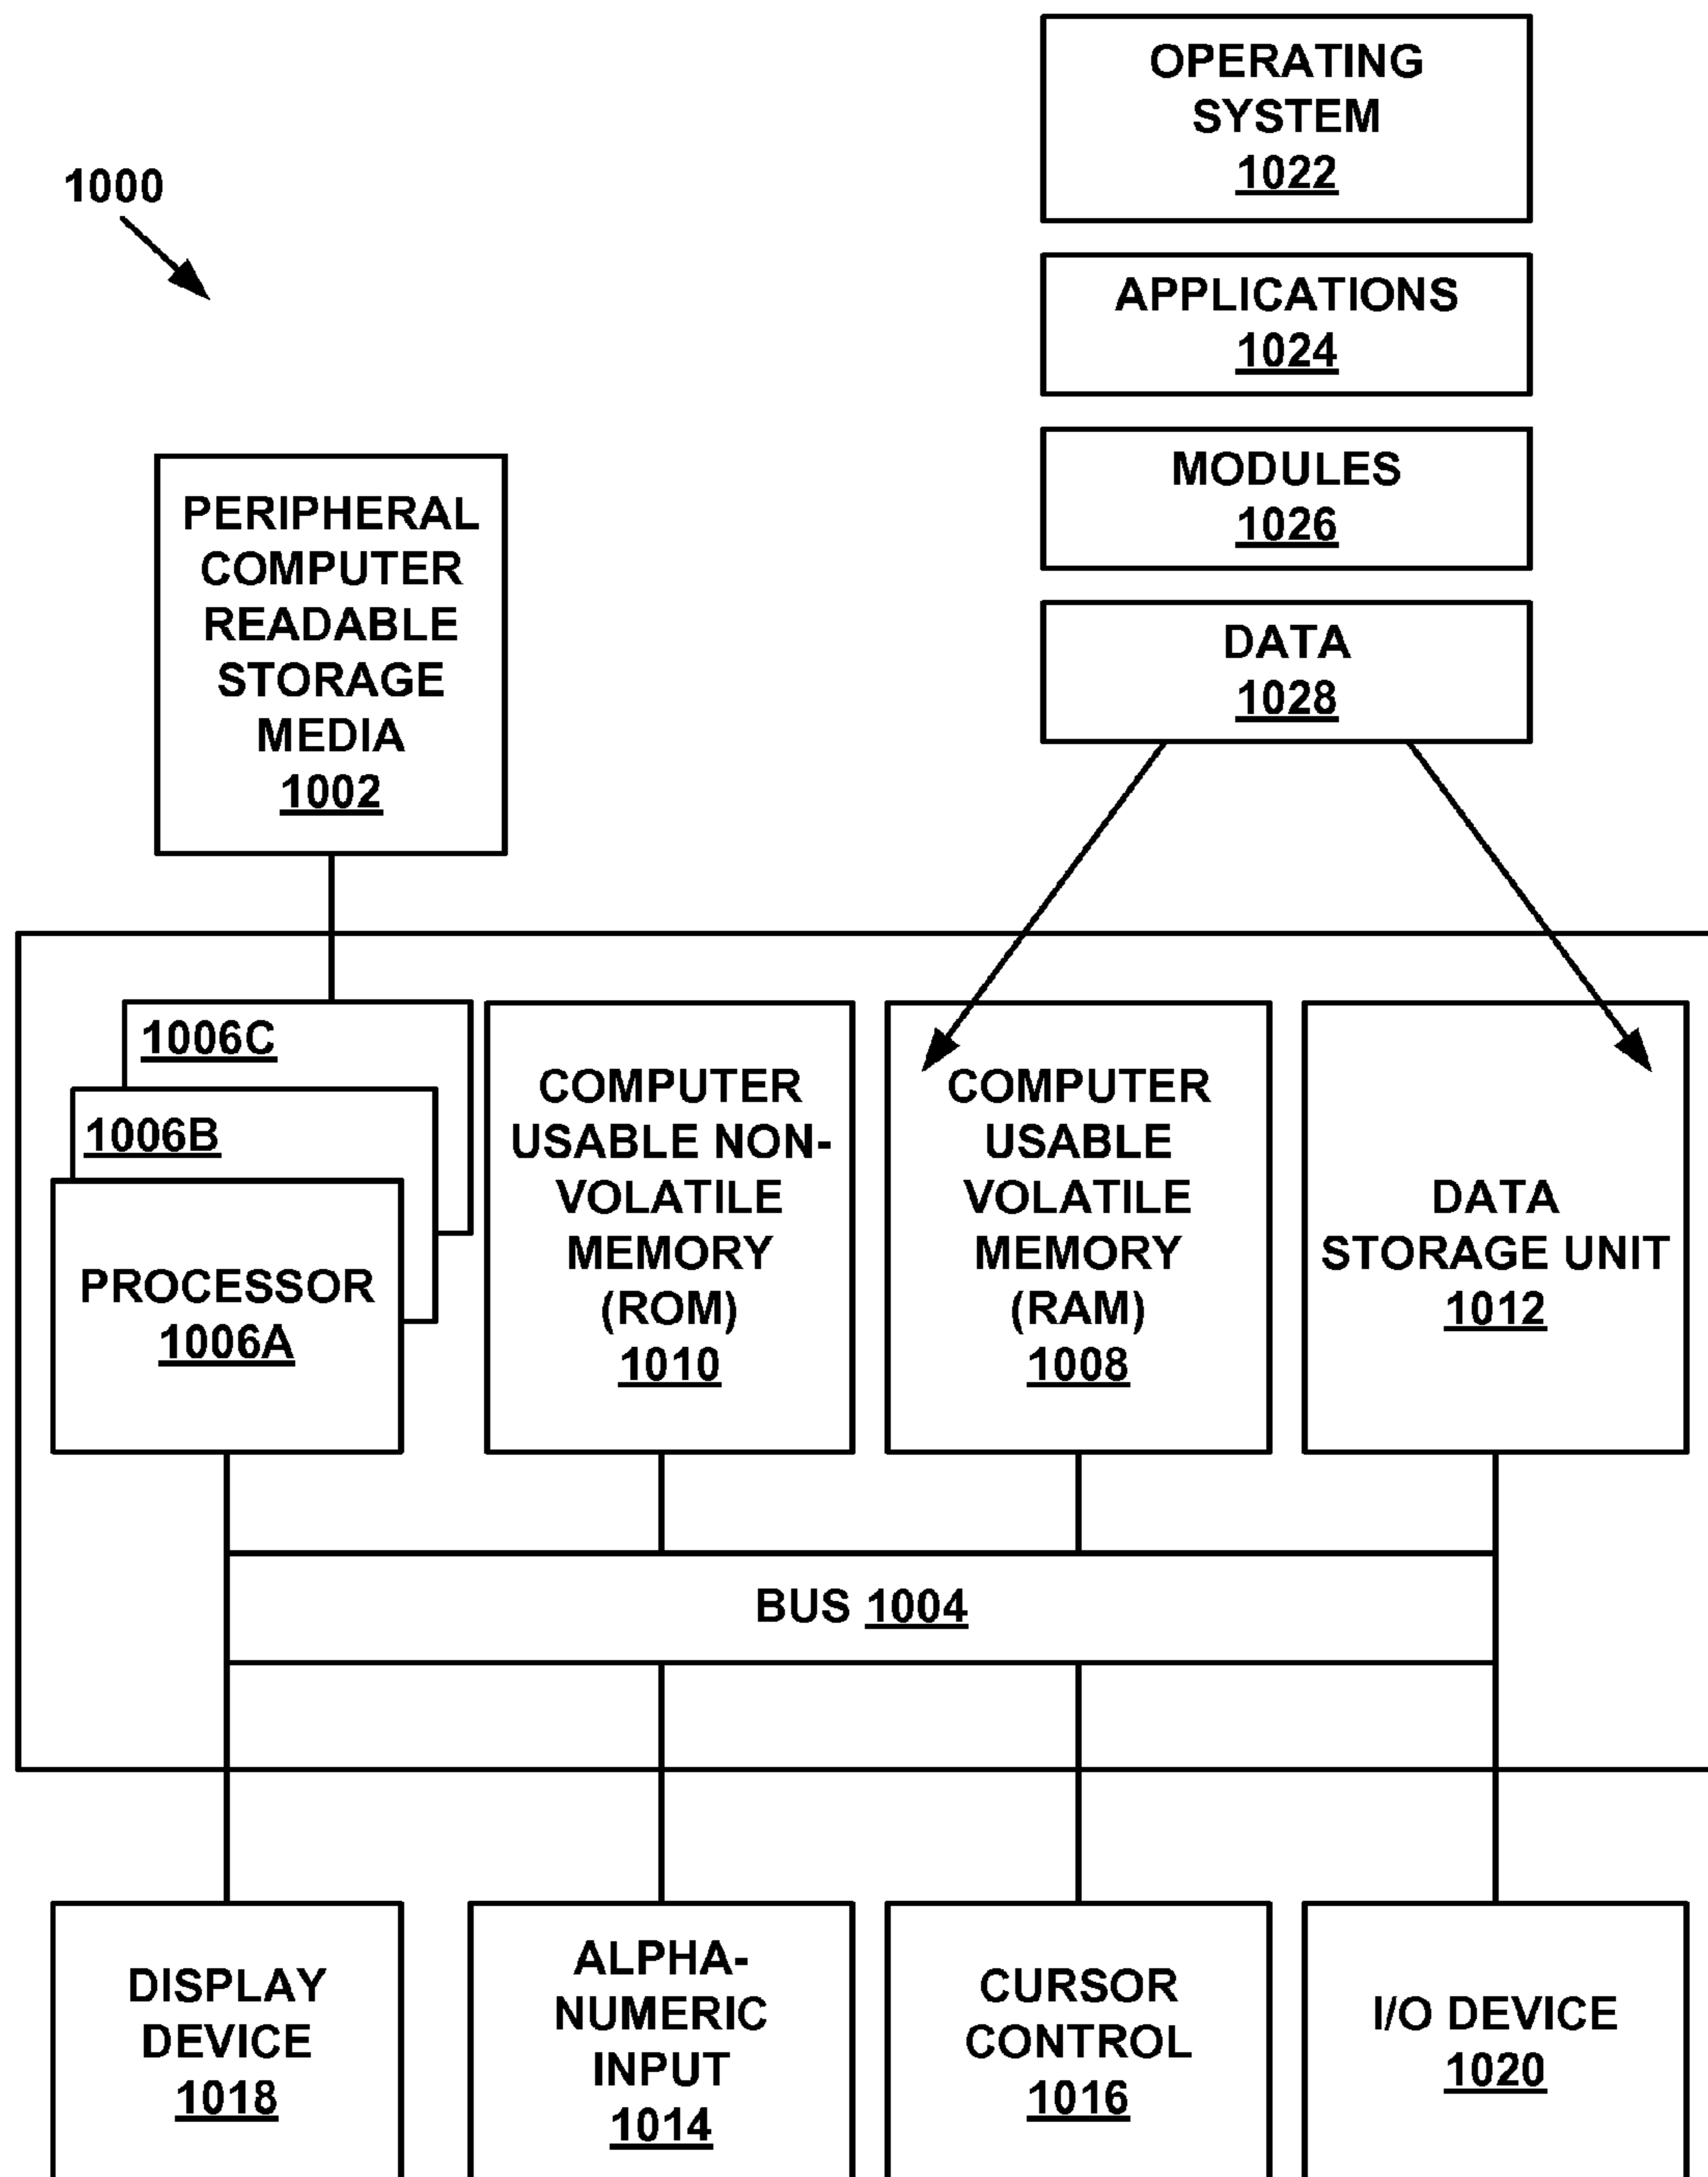 OPERATING
SYSTEM
1022
1000
APPLICATIONS
1024
MODULES
1026
PERIPHERAL
COMPUTER
READABLE
STORAGE
MEDIA
1002
DATA
1028
1006C
1006B
PROCESSOR
1006A
COMPUTER
USABLE NON-
VOLATILE
MEMORY
(ROM)
1010
COMPUTER
USABLE
VOLATILE
MEMORY
(RAM)
1008
DATA
STORAGE UNIT
1012
BUS 1004
DISPLAY
DEVICE
1018
ALPHA-
NUMERIC
INPUT
1014
CURSOR
CONTROL
1016
I/O DEVICE
1020